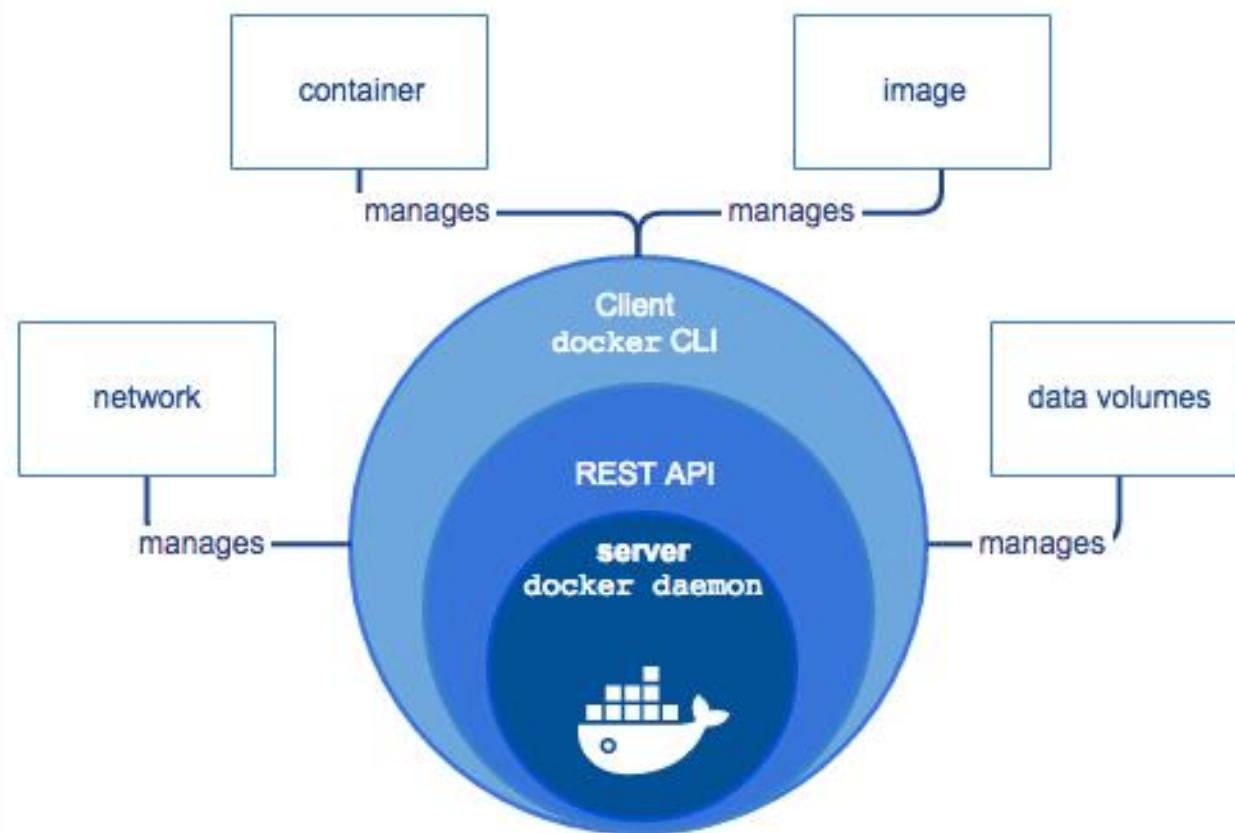 container
image
manages
manages
Client
docker CLI
network
data volumes
REST API
manages
manages
server
docker daemon